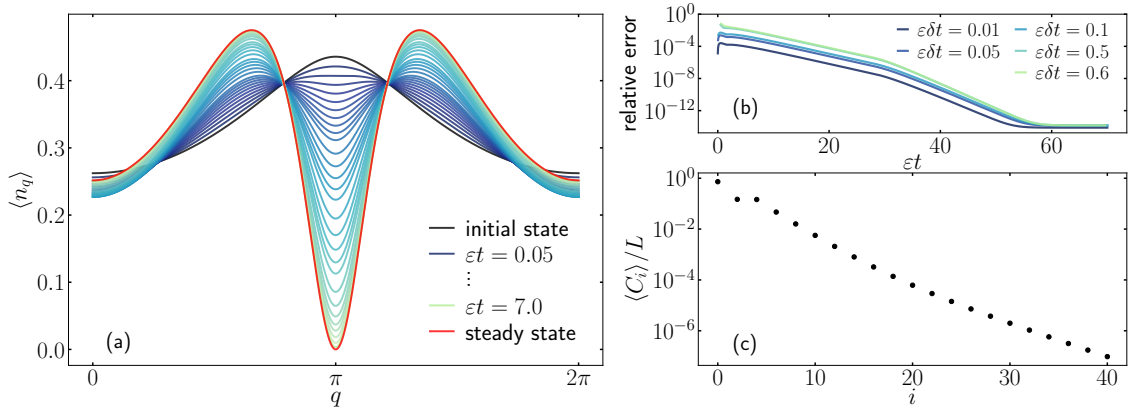 ⟨n_q⟩
0.4
0.3
0.2
0.1
0.0
0
π
2π
q
initial state
εt = 0.05
⋮
εt = 7.0
steady state
(a)
relative error
10^0
10^−4
10^−8
10^−12
0
20
40
60
εt
εδt = 0.01
εδt = 0.05
εδt = 0.1
εδt = 0.5
εδt = 0.6
(b)
⟨C_i⟩/L
10^0
10^−2
10^−4
10^−6
0
10
20
30
40
i
(c)